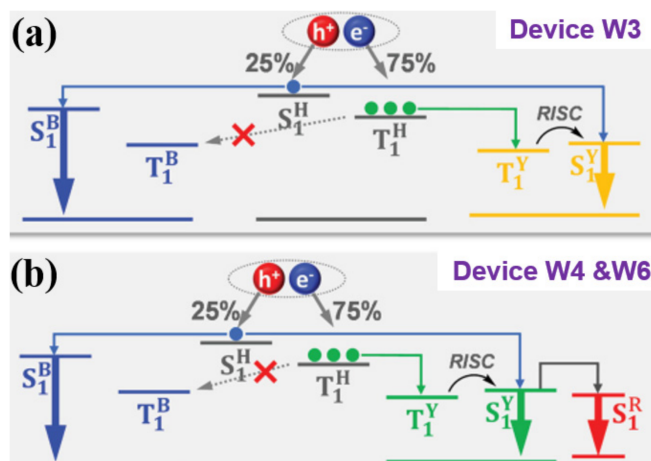 (a)
Device W3
h⁺ e⁻
25% 75%
S₁ᴴ
T₁ᴴ
RISC
S₁ᴮ
T₁ᴮ
T₁ʸ
S₁ʸ
(b)
Device W4 &W6
h⁺ e⁻
25% 75%
S₁ᴴ
T₁ᴴ
RISC
S₁ᴮ
T₁ᴮ
T₁ʸ
S₁ʸ
S₁ᴿ